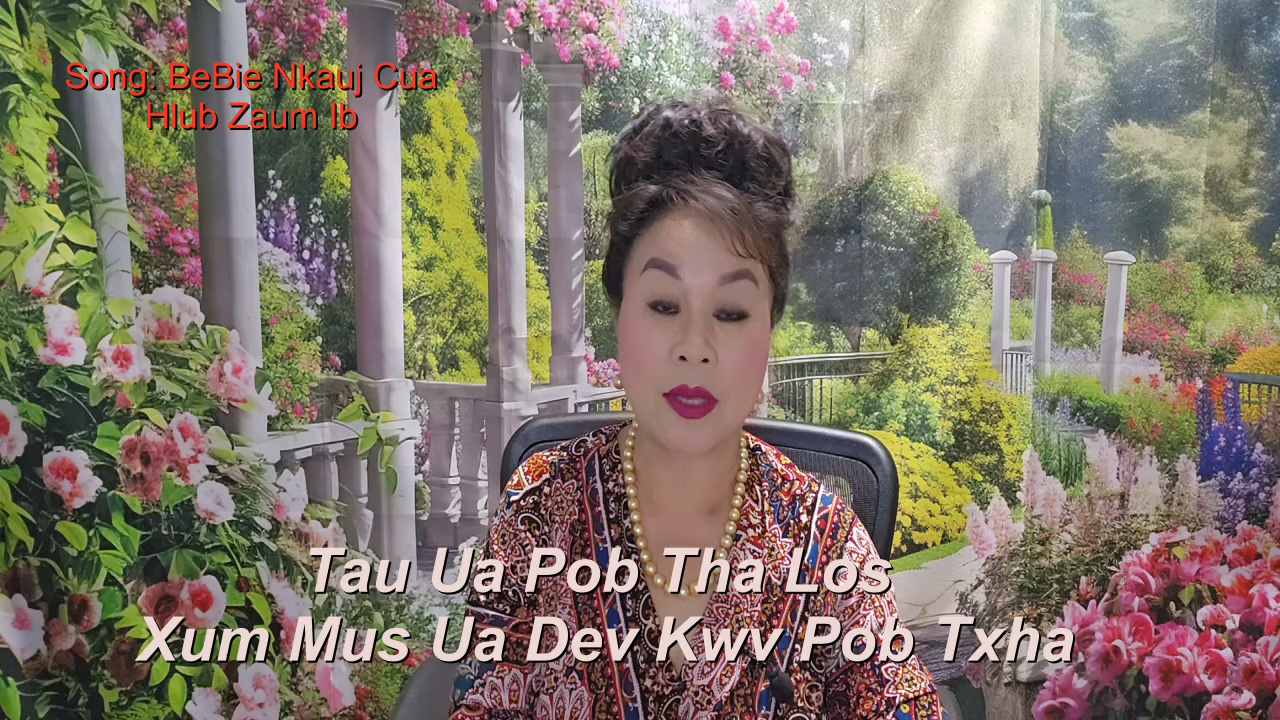 Song: BeBie Nkauj Cua
Hlub Zaum Ib
Tau Ua Pob Tha Los
Xum Mus Ua Dev Kwv Pob Txha